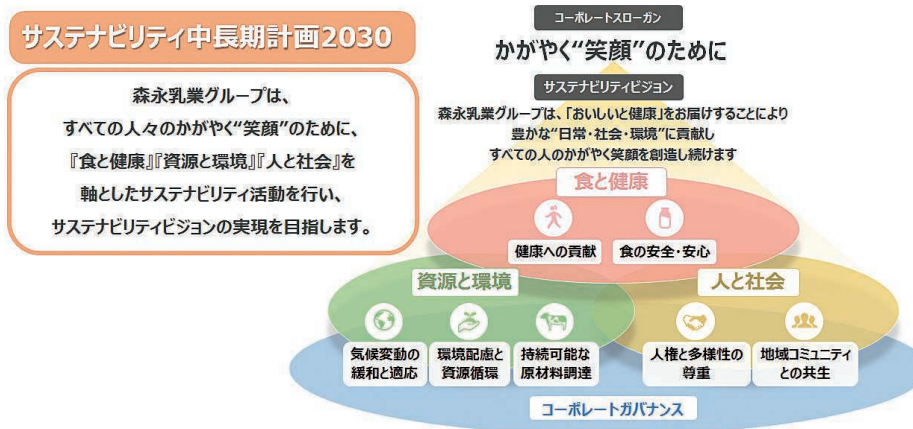 サステナビリティ中長期計画2030
森永乳業グループは、
すべての人々のかがやく“笑顔”のために、
『食と健康』『資源と環境』『人と社会』を
軸としたサステナビリティ活動を行い、
サステナビリティビジョンの実現を目指します。
コーポレートスローガン
かがやく“笑顔”のために
サステナビリティビジョン
森永乳業グループは、「おいしいと健康」をお届けすることにより
豊かな“日常・社会・環境”に貢献し
すべての人のかがやく笑顔を創造し続けます
食と健康
健康への貢献
食の安全・安心
資源と環境
気候変動の
緩和と適応
環境配慮と
資源循環
持続可能な
原材料調達
人と社会
人権と多様性の
尊重
地域コミュニティ
との共生
コーポレートガバナンス